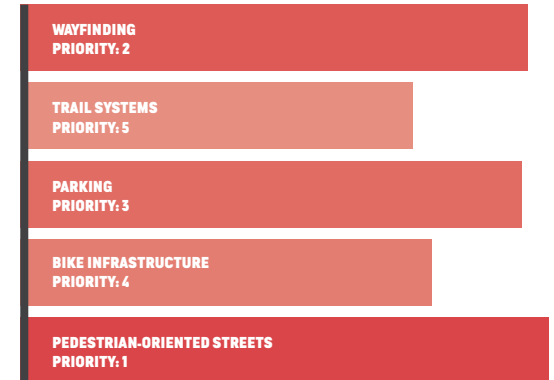 WAYFINDING
PRIORITY: 2
TRAIL SYSTEMS
PRIORITY: 5
PARKING
PRIORITY: 3
BIKE INFRASTRUCTURE
PRIORITY: 4
PEDESTRIAN-ORIENTED STREETS
PRIORITY: 1